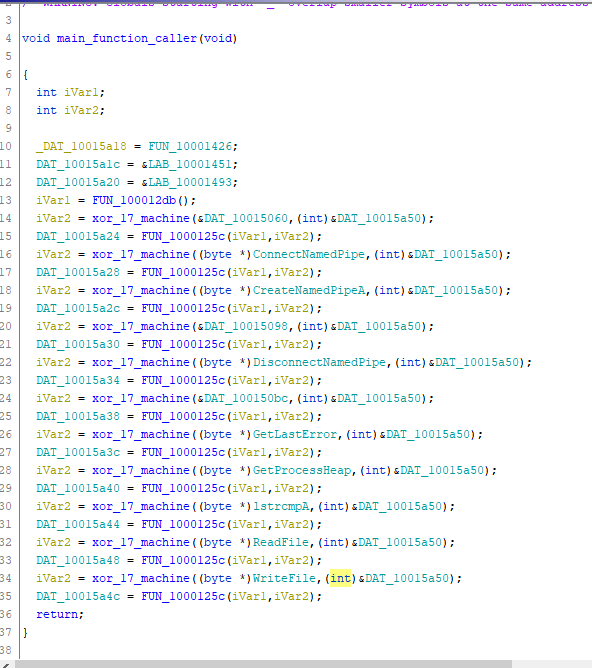 3
4 void main_function_caller(void)
5
6 {
7 int iVar1;
8 int iVar2;
9
10 _DAT_10015a18 = FUN_10001426;
11 DAT_10015a1c = &LAB_10001451;
12 DAT_10015a20 = &LAB_10001493;
13 iVar1 = FUN_100012db();
14 iVar2 = xor_17_machine(&DAT_10015060,(int)&DAT_10015a50);
15 DAT_10015a24 = FUN_1000125c(iVar1,iVar2);
16 iVar2 = xor_17_machine((byte *)ConnectNamedPipe,(int)&DAT_10015a50);
17 DAT_10015a28 = FUN_1000125c(iVar1,iVar2);
18 iVar2 = xor_17_machine((byte *)CreateNamedPipeA,(int)&DAT_10015a50);
19 DAT_10015a2c = FUN_1000125c(iVar1,iVar2);
20 iVar2 = xor_17_machine(&DAT_10015098,(int)&DAT_10015a50);
21 DAT_10015a30 = FUN_1000125c(iVar1,iVar2);
22 iVar2 = xor_17_machine((byte *)DisconnectNamedPipe,(int)&DAT_10015a50);
23 DAT_10015a34 = FUN_1000125c(iVar1,iVar2);
24 iVar2 = xor_17_machine(&DAT_100150bc,(int)&DAT_10015a50);
25 DAT_10015a38 = FUN_1000125c(iVar1,iVar2);
26 iVar2 = xor_17_machine((byte *)GetLastError,(int)&DAT_10015a50);
27 DAT_10015a3c = FUN_1000125c(iVar1,iVar2);
28 iVar2 = xor_17_machine((byte *)GetProcessHeap,(int)&DAT_10015a50);
29 DAT_10015a40 = FUN_1000125c(iVar1,iVar2);
30 iVar2 = xor_17_machine((byte *)lstrcmpA,(int)&DAT_10015a50);
31 DAT_10015a44 = FUN_1000125c(iVar1,iVar2);
32 iVar2 = xor_17_machine((byte *)ReadFile,(int)&DAT_10015a50);
33 DAT_10015a48 = FUN_1000125c(iVar1,iVar2);
34 iVar2 = xor_17_machine((byte *)WriteFile,(int)&DAT_10015a50);
35 DAT_10015a4c = FUN_1000125c(iVar1,iVar2);
36 return;
37 }
38